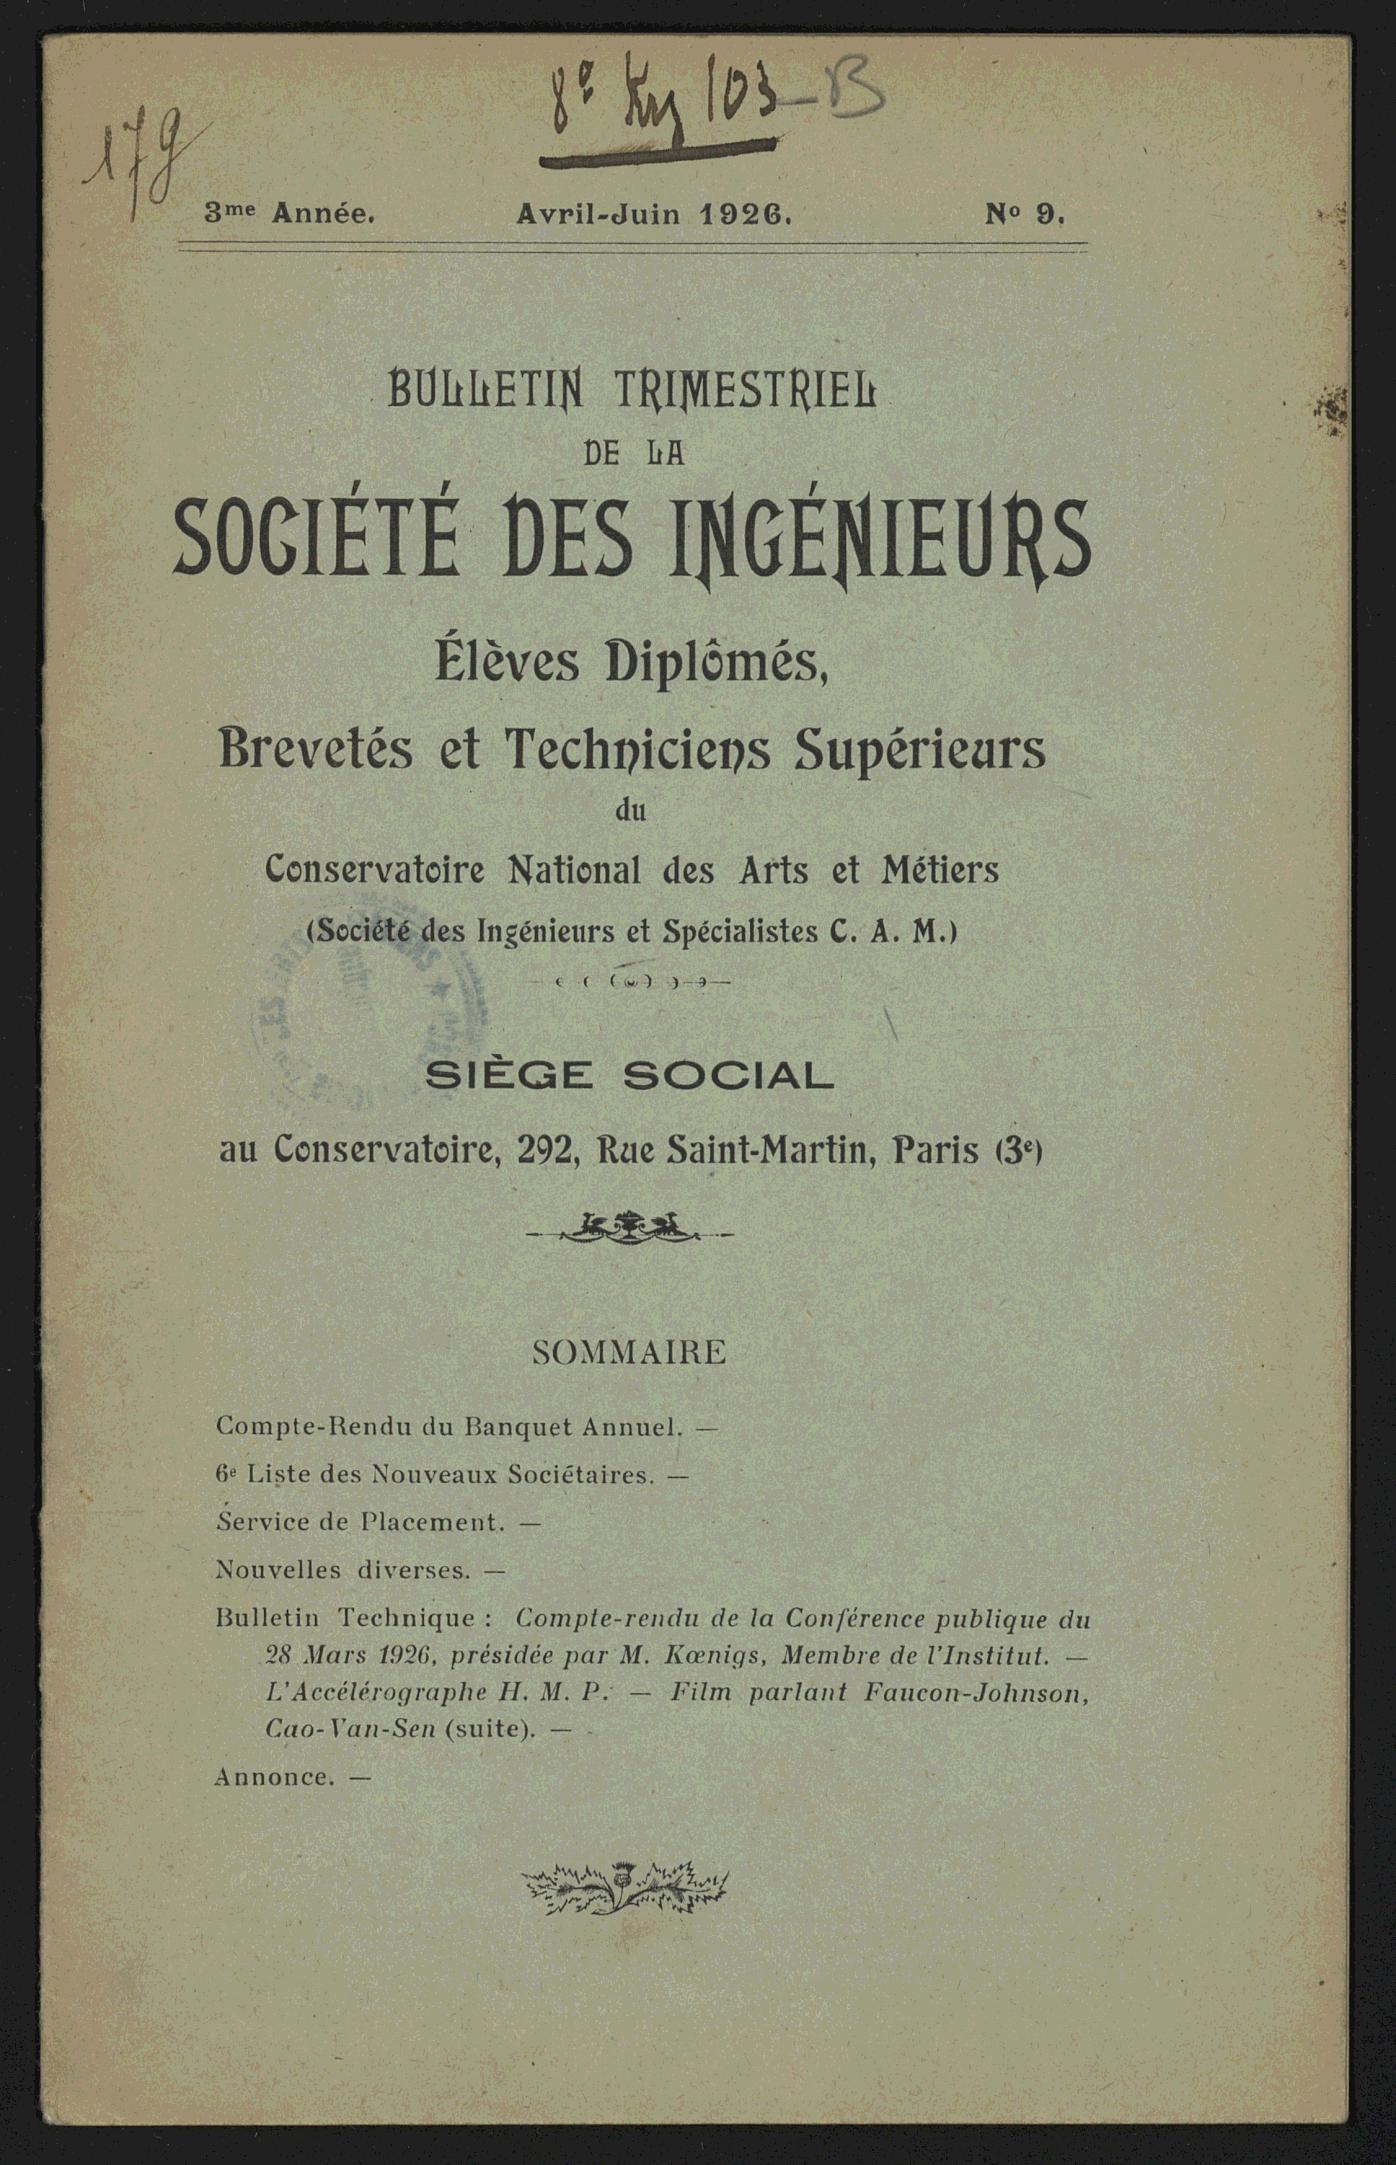 8º Ky 103-B
179
3me Année. Avril-Juin 1926. Nº 9.
BULLETIN TRIMESTRIEL
DE LA
SOCIÉTÉ DES INGÉNIEURS
Élèves Diplômés,
Brevetés et Techniciens Supérieurs
du
Conservatoire National des Arts et Métiers
(Société des Ingénieurs et Spécialistes C. A. M.)
SIÈGE SOCIAL
au Conservatoire, 292, Rue Saint-Martin, Paris (3e)
SOMMAIRE
Compte-Rendu du Banquet Annuel. —
6e Liste des Nouveaux Sociétaires. —
Service de Placement. —
Nouvelles diverses. —
Bulletin Technique : Compte-rendu de la Conférence publique du
28 Mars 1926, présidée par M. Kœnigs, Membre de l'Institut. —
L'Accélérographe H. M. P. — Film parlant Faucon-Johnson,
Cao-Van-Sen (suite). —
Annonce. —